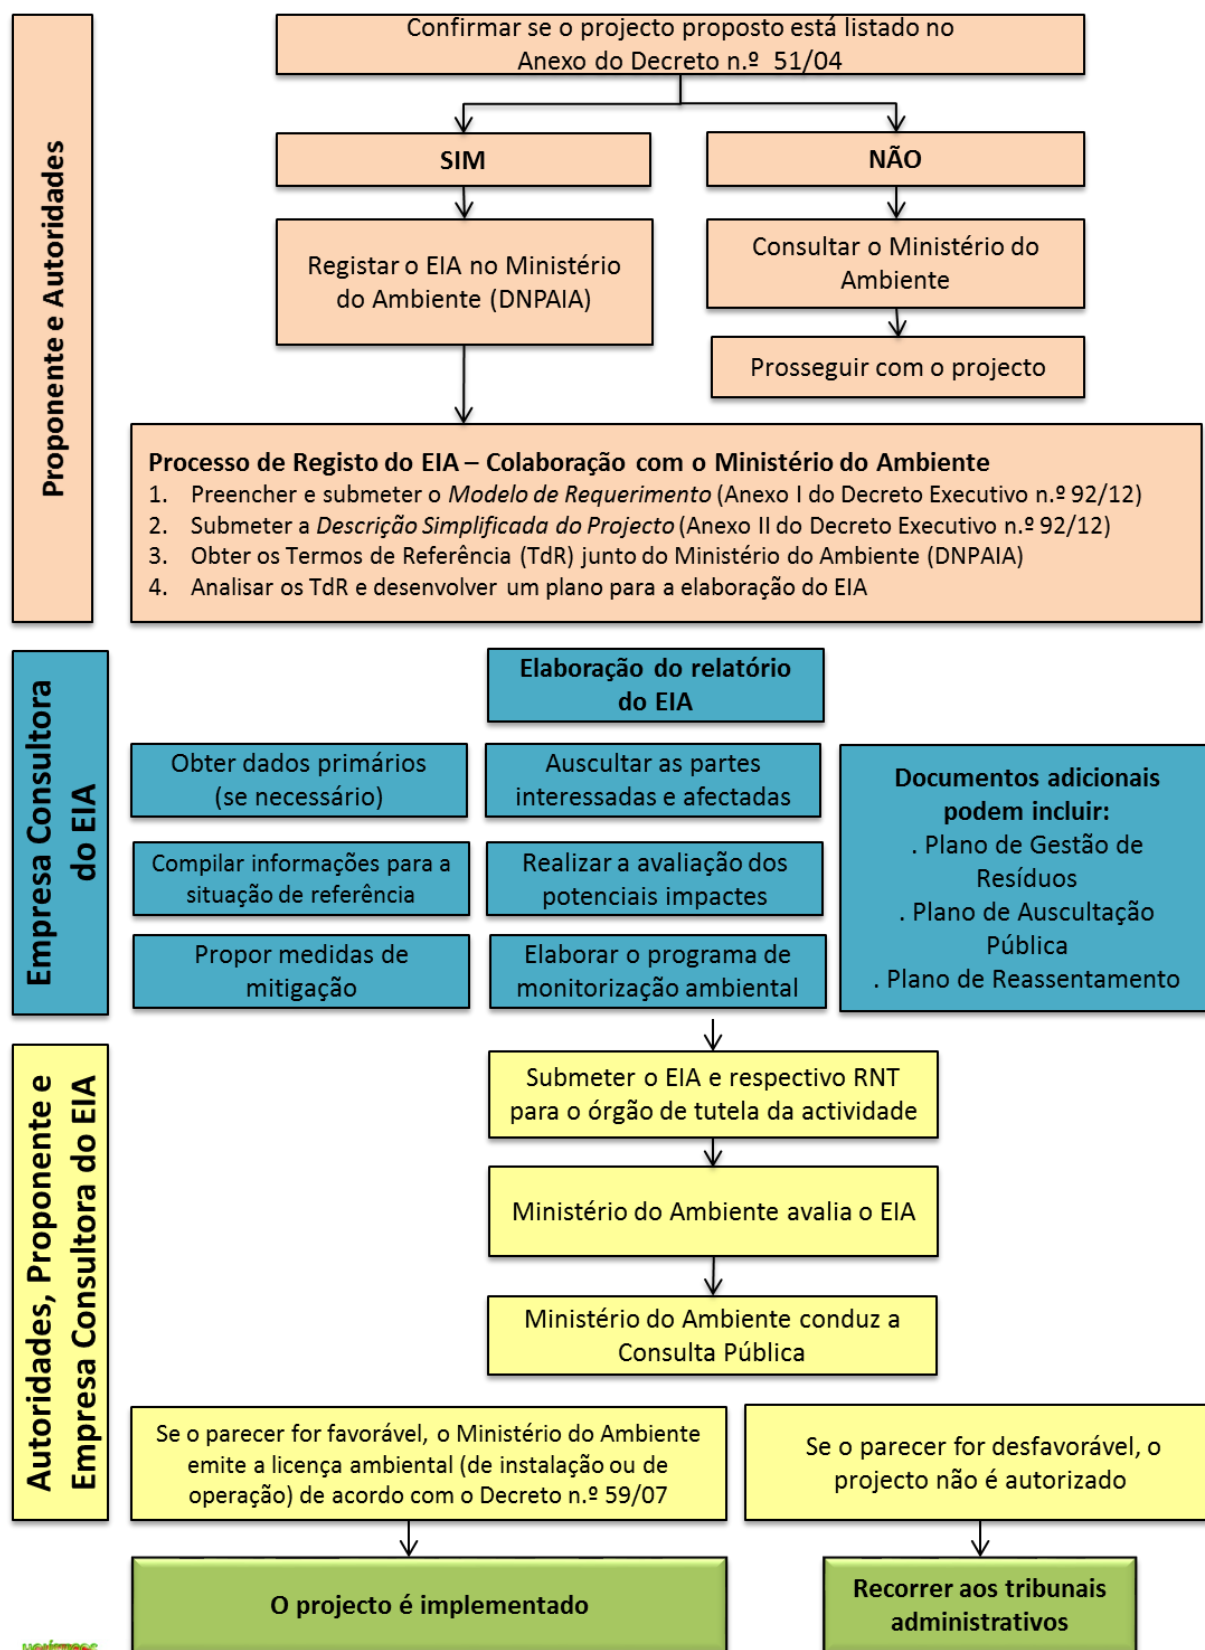 Confirmar se o projecto proposto está listado no
Anexo do Decreto n.º 51/04
SIM
NÃO
Registar o EIA no Ministério
do Ambiente (DNPAIA)
Consultar o Ministério do
Ambiente
Prosseguir com o projecto
Proponente e Autoridades
Processo de Registo do EIA – Colaboração com o Ministério do Ambiente
1. Preencher e submeter o Modelo de Requerimento (Anexo I do Decreto Executivo n.º 92/12)
2. Submeter a Descrição Simplificada do Projecto (Anexo II do Decreto Executivo n.º 92/12)
3. Obter os Termos de Referência (TdR) junto do Ministério do Ambiente (DNPAIA)
4. Analisar os TdR e desenvolver um plano para a elaboração do EIA
Empresa Consultora
do EIA
Elaboração do relatório
do EIA
Obter dados primários
(se necessário)
Auscultar as partes
interessadas e afectadas
Compilar informações para a
situação de referência
Realizar a avaliação dos
potenciais impactes
Propor medidas de
mitigação
Elaborar o programa de
monitorização ambiental
Documentos adicionais
podem incluir:
. Plano de Gestão de
Resíduos
. Plano de Auscultação
Pública
. Plano de Reassentamento
Autoridades, Proponente e
Empresa Consultora do EIA
Submeter o EIA e respectivo RNT
para o órgão de tutela da actividade
Ministério do Ambiente avalia o EIA
Ministério do Ambiente conduz a
Consulta Pública
Se o parecer for favorável, o Ministério do Ambiente
emite a licença ambiental (de instalação ou de
operação) de acordo com o Decreto n.º 59/07
Se o parecer for desfavorável, o
projecto não é autorizado
O projecto é implementado
Recorrer aos tribunais
administrativos